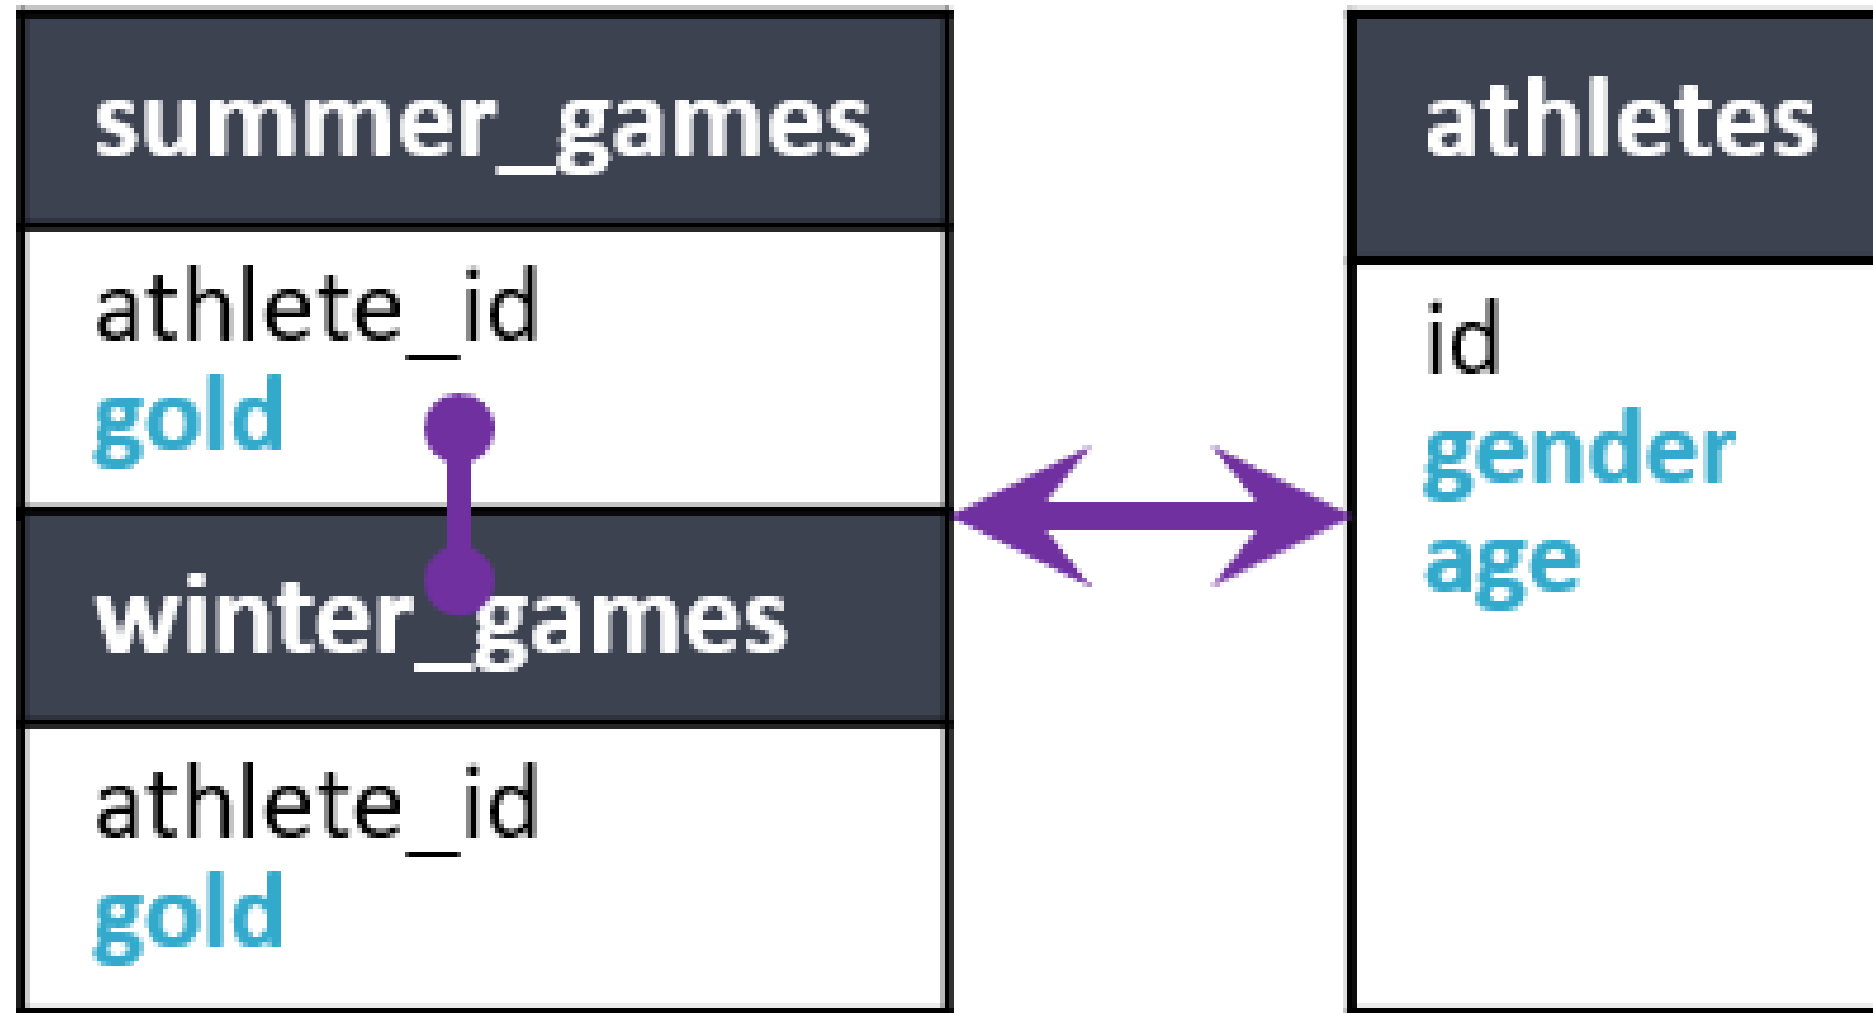 summer_games
athlete_id
gold
winter_games
athlete_id
gold
athletes
id
gender
age